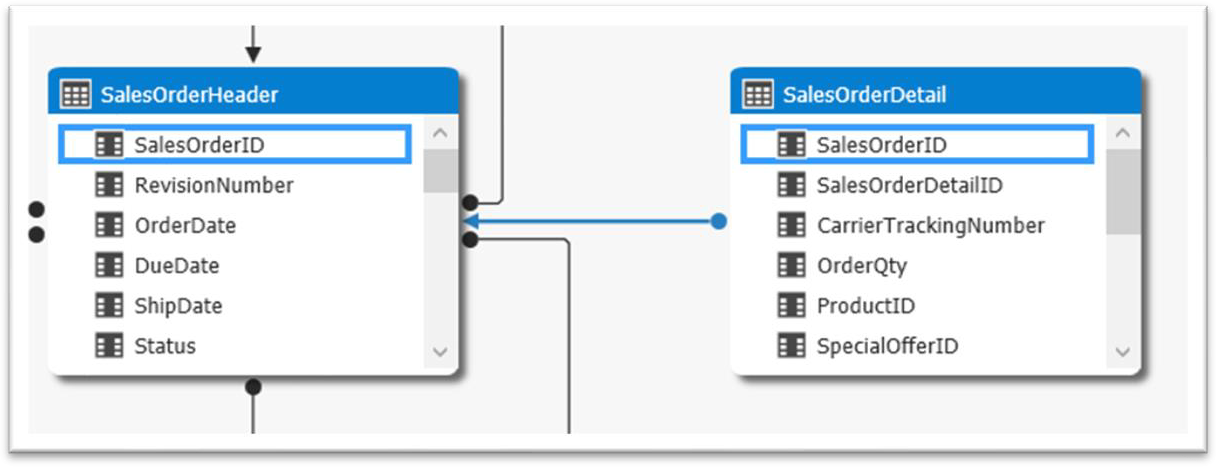 SalesOrderHeader
SalesOrderID
RevisionNumber
OrderDate
DueDate
ShipDate
Status
SalesOrderDetail
SalesOrderID
SalesOrderDetailID
CarrierTrackingNumber
OrderQty
ProductID
SpecialOfferID